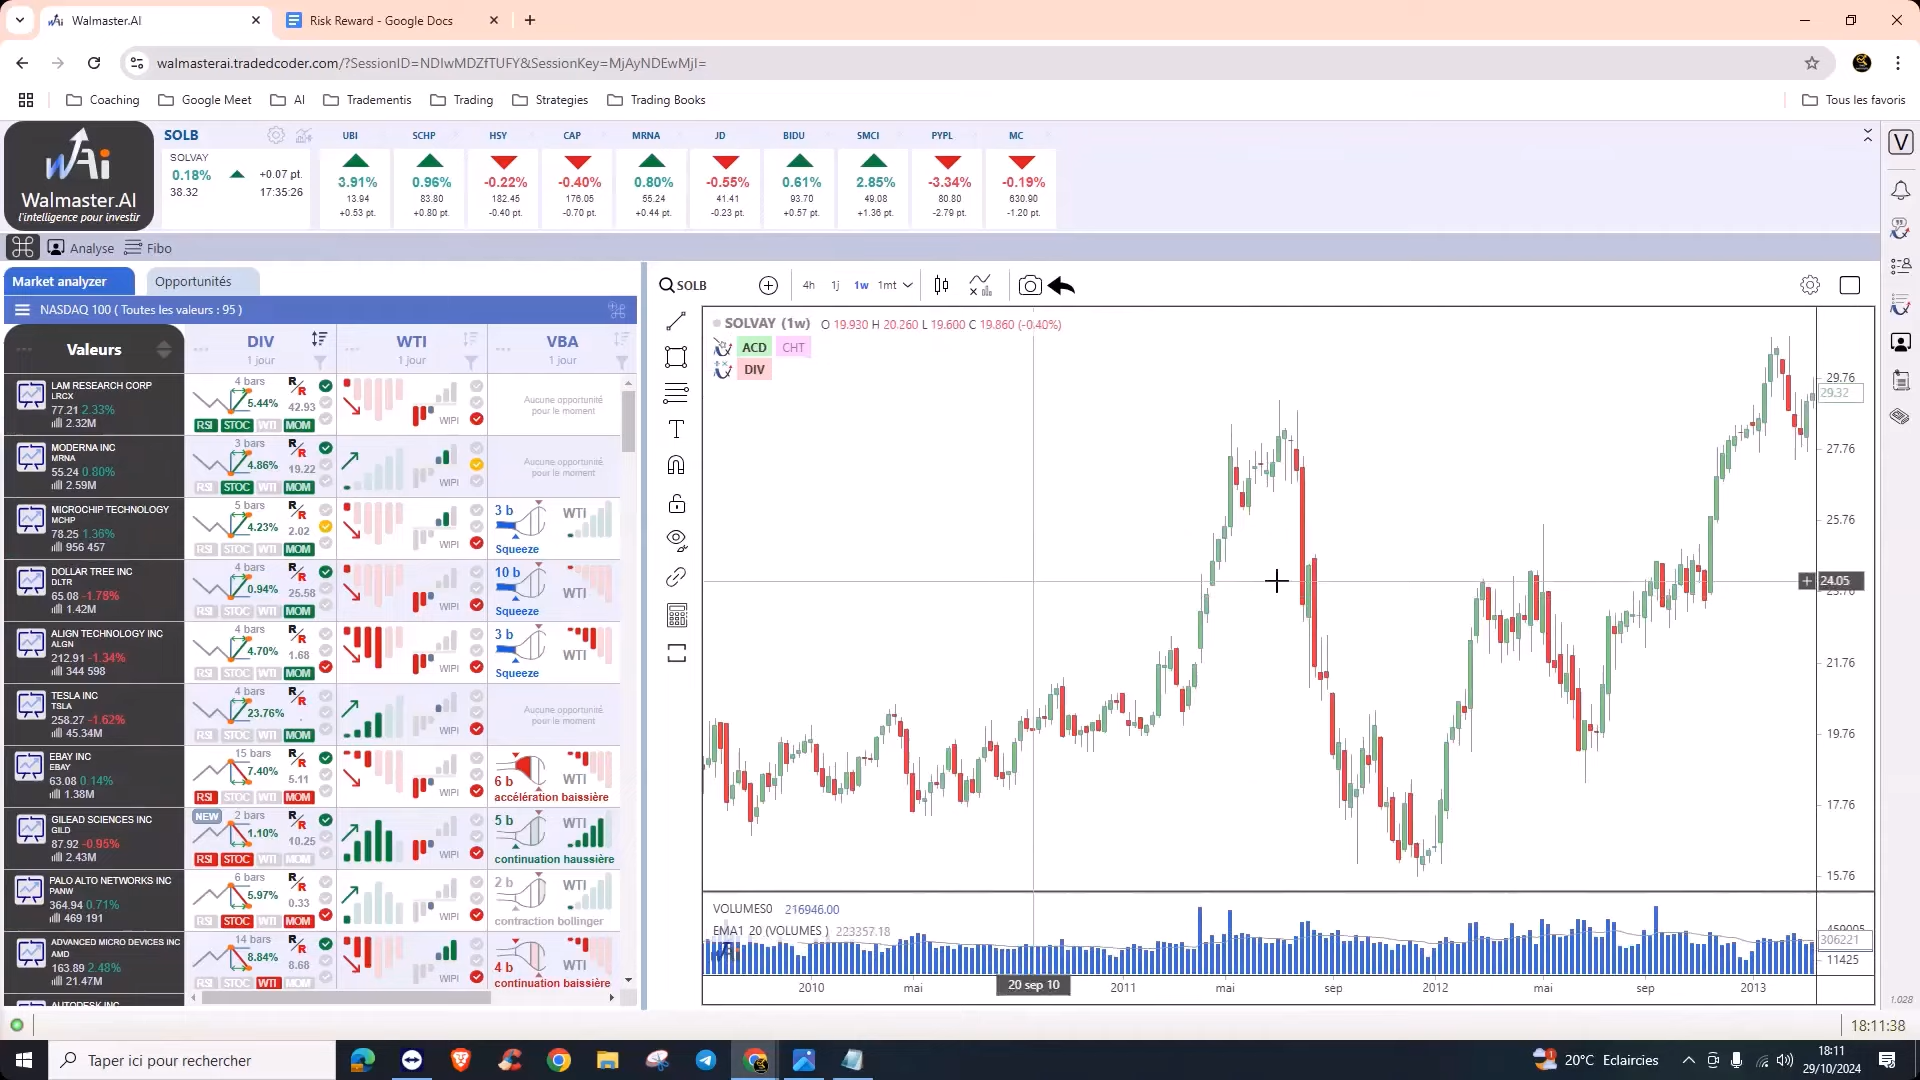 Walmaster.AI
Risk Reward - Google Docs
walmasterai.tradedcoder.com/?SessionID=NDIwMDZfTUFY&SessionKey=MjAyNDEwMjI=
Coaching
Google Meet
AI
Tradementis
Trading
Strategies
Trading Books
Tous les favoris
Walmaster.AI
l'intelligence pour investir
SOLB
UBI
SCHP
HSY
CAP
MRNA
JD
BIDU
SMCI
PYPL
MC
SOLVAY
0.18%
+0.07 pt.
38.32
17:35:26
3.91%
0.96%
-0.22%
-0.40%
0.80%
-0.55%
0.61%
2.85%
-3.34%
-0.19%
13.94
83.80
182.45
176.05
55.24
41.41
93.70
49.08
80.80
630.90
+0.53 pt.
+0.80 pt.
-0.40 pt.
-0.70 pt.
+0.44 pt.
-0.23 pt.
+0.57 pt.
+1.36 pt.
-2.79 pt.
-1.20 pt.
Analyse
Fibo
Market analyzer
Opportunités
NASDAQ 100 ( Toutes les valeurs : 95 )
Valeurs
DIV
1 jour
WTI
1 jour
VBA
1 jour
LAM RESEARCH CORP
LRCX
77.21 2.33%
2.32M
4 bars
5.44%
R/R
42.93
RSI STOC WTI MOM
WIPI
Aucune opportunité
pour le moment
MODERNA INC
MRNA
55.24 0.80%
2.59M
3 bars
4.86%
R/R
19.22
RSI STOC WTI MOM
WIPI
Aucune opportunité
pour le moment
MICROCHIP TECHNOLOGY
MCHP
78.25 1.36%
956 457
5 bars
4.23%
R/R
2.02
RSI STOC WTI MOM
WIPI
3 b
WTI
Squeeze
DOLLAR TREE INC
DLTR
65.08 -1.78%
1.42M
4 bars
0.94%
R/R
25.58
RSI STOC WTI MOM
WIPI
10 b
WTI
Squeeze
ALIGN TECHNOLOGY INC
ALGN
212.91 -1.34%
344 598
4 bars
4.70%
R/R
1.68
RSI STOC WTI MOM
WIPI
3 b
WTI
Squeeze
TESLA INC
TSLA
258.27 -1.62%
45.34M
4 bars
23.76%
R/R
RSI STOC WTI MOM
WIPI
Aucune opportunité
pour le moment
EBAY INC
EBAY
63.08 0.14%
1.38M
15 bars
7.40%
R/R
5.11
RSI STOC WTI MOM
WIPI
6 b
WTI
accélération baissière
GILEAD SCIENCES INC
GILD
87.92 -0.95%
2.43M
NEW
2 bars
1.10%
R/R
10.25
RSI STOC WTI MOM
WIPI
5 b
WTI
continuation haussière
PALO ALTO NETWORKS INC
PANW
364.94 0.71%
469 191
6 bars
5.97%
R/R
0.33
RSI STOC WTI MOM
WIPI
2 b
WTI
contraction bollinger
ADVANCED MICRO DEVICES INC
AMD
163.89 2.48%
21.47M
14 bars
8.84%
R/R
8.68
RSI STOC WTI MOM
WIPI
4 b
WTI
continuation baissière
AUTODESK INC
SOLB
4h
1j
1w
1mt
SOLVAY (1w) O 19.930 H 20.260 L 19.600 C 19.860 (-0.40%)
ACD CHT
DIV
29.76
29.32
27.76
25.76
24.05
21.76
19.76
17.76
15.76
VOLUMES0 216946.00
EMA1 20 (VOLUMES ) 223357.18
306221
11425
2010
mai
20 sep 10
2011
mai
sep
2012
mai
sep
2013
1.028
18:11:38
Taper ici pour rechercher
20°C Eclaircies
18:11
29/10/2024